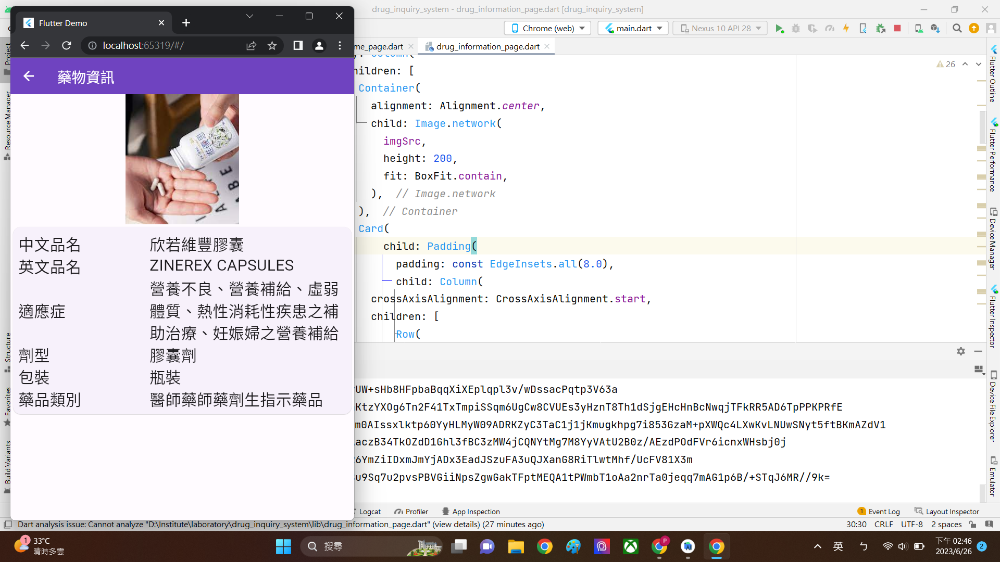 drug_inquiry_system - drug_information_page.dart [drug_inquiry_system]
Flutter Demo
localhost:65319/#/
Chrome (web)
main.dart
Nexus 10 API 28
me_page.dart
drug_information_page.dart
藥物資訊
中文品名 欣若維豐膠囊
英文品名 ZINEREX CAPSULES
適應症 營養不良、營養補給、虛弱
體質、熱性消耗性疾患之補
助治療、妊娠婦之營養補給
劑型 膠囊劑
包裝 瓶裝
藥品類別 醫師藥師藥劑生指示藥品
26
children: [
Container(
alignment: Alignment.center,
child: Image.network(
imgSrc,
height: 200,
fit: BoxFit.contain,
), // Image.network
), // Container
Card(
child: Padding(
padding: const EdgeInsets.all(8.0),
child: Column(
crossAxisAlignment: CrossAxisAlignment.start,
children: [
Row(
UW+sHb8HFpbaBqqXiXEplqpl3v/wDssacPqtp3V63a
KtzYXOg6Tn2F41TxTmpiSSqm6UgCw8CVUEs3yHznT8Th1dSjgEHcHnBcNwqjTFkRR5AD6TpPPKPRfE
m0AIssxlktp60YyHLMyW09ADRKZyC3TaC1j1jKmugkhpg7i853GzaM+pXWQc4LXwKvLNUwSNyt5ftBKmAZdV1
aczB34TkOZdD1Ghl3fBC3zMW4jCQNYtMg7M8YyVAtU2B0z/AEzdPOdFVr6icnxWHsbj0j
6YmZiIDxmJmYjADx3EadJSzuFA3uQJXanG8RiTlwtMhf/UcFV81X3m
u9Sq7u2pvsPBVGiiNpsZgwGakTFptMEQA1tPWmbT1oAa2nrTa0jeqq7mAG1p6B/+STqJ6MR//9k=
Project
Resource Manager
Structure
Favorites
Build Variants
Flutter Outline
Flutter Performance
Device Manager
Flutter Inspector
Device File Explorer
Emulator
Logcat
Profiler
App Inspection
1 Event Log
Layout Inspector
Dart analysis issue: Cannot analyze "D:\Institute\laboratory\drug_inquiry_system\lib\drug_information_page.dart" (view details) (27 minutes ago)
30:30 CRLF UTF-8 2 spaces
1
33°C
晴時多雲
搜尋
P
英
ㄅ
下午 02:46
2023/6/26
2